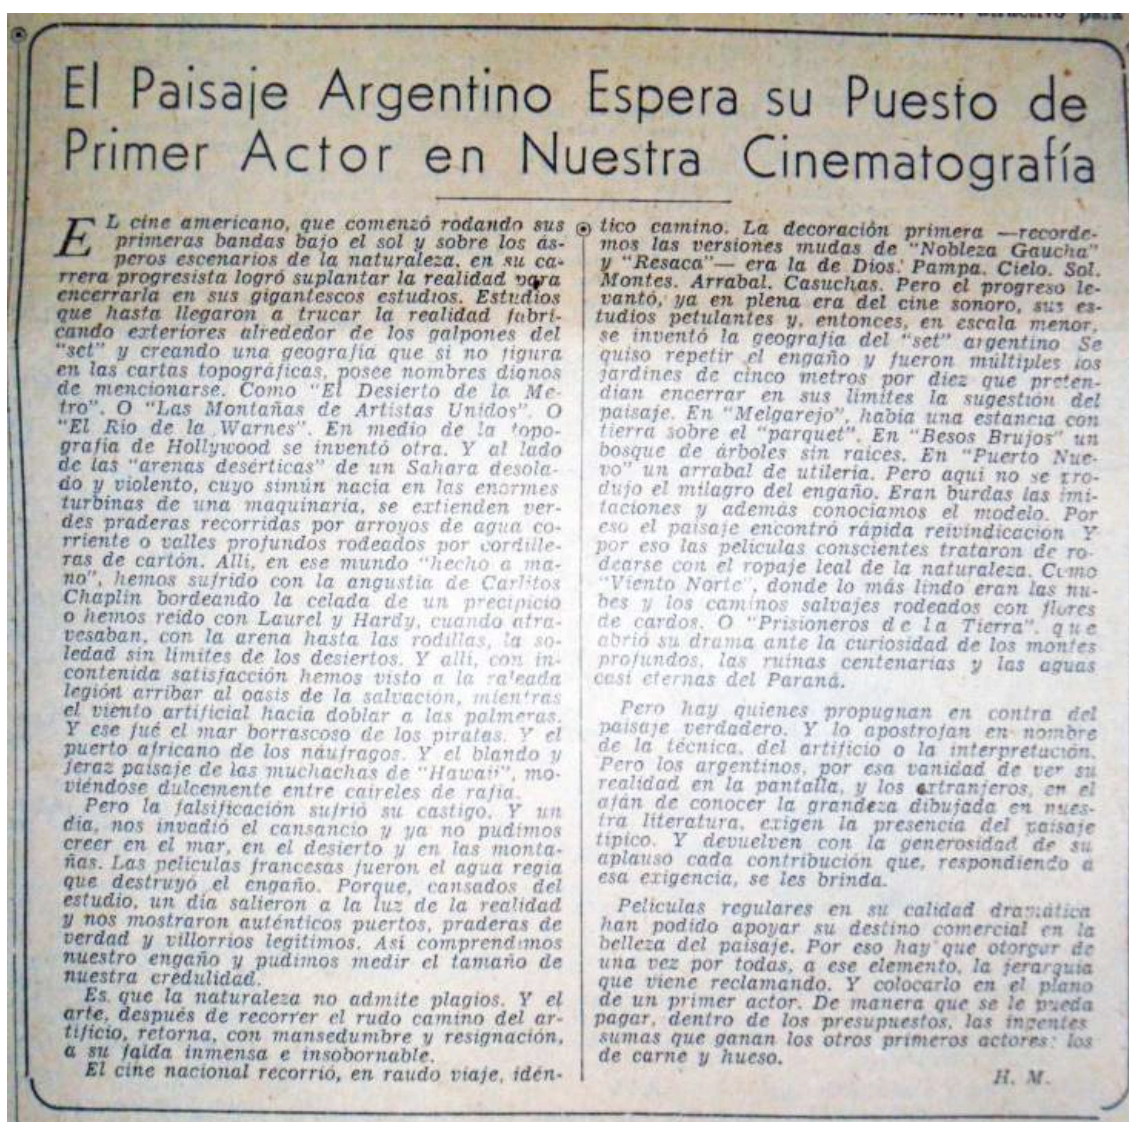 El Paisaje Argentino Espera su Puesto de
Primer Actor en Nuestra Cinematografía
EL cine americano, que comenzó rodando sus
primeras bandas bajo el sol y sobre los ás-
peros escenarios de la naturaleza, en su ca-
rrera progresista logró suplantar la realidad para
encerrarla en sus gigantescos estudios. Estudios
que hasta llegaron a trucar la realidad fabri-
cando exteriores alrededor de los galpones del
"set" y creando una geografía que si no figura
en las cartas topográficas, posee nombres dignos
de mencionarse. Como "El Desierto de la Me-
tro". O "Las Montañas de Artistas Unidos". O
"El Río de la Warnes". En medio de la topo-
grafía de Hollywood se inventó otra. Y al lado
de las "arenas desérticas" de un Sahara desola-
do y violento, cuyo simún nacía en las enormes
turbinas de una maquinaria, se extienden ver-
des praderas recorridas por arroyos de agua co-
rriente o valles profundos rodeados por cordille-
ras de cartón. Allí, en ese mundo "hecho a ma-
no", hemos sufrido con la angustia de Carlitos
Chaplin bordeando la celada de un precipicio
o hemos reído con Laurel y Hardy, cuando atra-
vesaban, con la arena hasta las rodillas, la so-
ledad sin límites de los desiertos. Y allí, con in-
contenida satisfacción hemos visto a la raleada
legión arribar al oasis de la salvación, mientras
el viento artificial hacía doblar a las palmeras.
Y ese fué el mar borrascoso de los piratas. Y el
puerto africano de los náufragos. Y el blando y
feraz paisaje de las muchachas de "Hawaii", mo-
viéndose dulcemente entre caireles de rafia.
Pero la falsificación sufrió su castigo. Y un
día, nos invadió el cansancio y ya no pudimos
creer en el mar, en el desierto y en las monta-
ñas. Las películas francesas fueron el agua regia
que destruyó el engaño. Porque, cansados del
estudio, un día salieron a la luz de la realidad
y nos mostraron auténticos puertos, praderas de
verdad y villorrios legítimos. Así comprendimos
nuestro engaño y pudimos medir el tamaño de
nuestra credulidad.
Es que la naturaleza no admite plagios. Y el
arte, después de recorrer el rudo camino del ar-
tificio, retorna, con mansedumbre y resignación,
a su falda inmensa e insobornable.
El cine nacional recorrió, en raudo viaje, idén-
tico camino. La decoración primera —recorde-
mos las versiones mudas de "Nobleza Gaucha"
y "Resaca"— era la de Dios. Pampa. Cielo. Sol.
Montes. Arrabal. Casuchas. Pero el progreso le-
vantó, ya en plena era del cine sonoro, sus es-
tudios petulantes y, entonces, en escala menor,
se inventó la geografía del "set" argentino Se
quiso repetir el engaño y fueron múltiples los
jardines de cinco metros por diez que preten-
dían encerrar en sus límites la sugestión del
paisaje. En "Melgarejo", había una estancia con
tierra sobre el "parquet". En "Besos Brujos" un
bosque de árboles sin raíces. En "Puerto Nue-
vo" un arrabal de utilería. Pero aquí no se pro-
dujo el milagro del engaño. Eran burdas las imi-
taciones y además conocíamos el modelo. Por
eso el paisaje encontró rápida reivindicación Y
por eso las películas conscientes trataron de ro-
dearse con el ropaje leal de la naturaleza. Como
"Viento Norte", donde lo más lindo eran las nu-
bes y los caminos salvajes rodeados con flores
de cardos. O "Prisioneros de la Tierra", que
abrió su drama ante la curiosidad de los montes
profundos, las ruinas centenarias y las aguas
casi eternas del Paraná.
Pero hay quienes propugnan en contra del
paisaje verdadero. Y lo apostrofan en nombre
de la técnica, del artificio o la interpretación.
Pero los argentinos, por esa vanidad de ver su
realidad en la pantalla, y los extranjeros, en el
afán de conocer la grandeza dibujada en nues-
tra literatura, exigen la presencia del paisaje
típico. Y devuelven con la generosidad de su
aplauso cada contribución que, respondiendo a
esa exigencia, se les brinda.
Películas regulares en su calidad dramática
han podido apoyar su destino comercial en la
belleza del paisaje. Por eso hay que otorgar de
una vez por todas, a ese elemento, la jerarquía
que viene reclamando. Y colocarlo en el plano
de un primer actor. De manera que se le pueda
pagar, dentro de los presupuestos, las ingentes
sumas que ganan los otros primeros actores: los
de carne y hueso.
H. M.